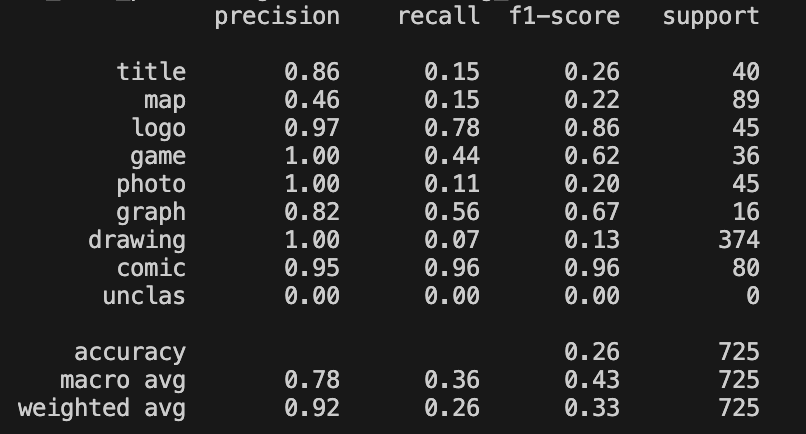 precision recall f1-score support
title 0.86 0.15 0.26 40
map 0.46 0.15 0.22 89
logo 0.97 0.78 0.86 45
game 1.00 0.44 0.62 36
photo 1.00 0.11 0.20 45
graph 0.82 0.56 0.67 16
drawing 1.00 0.07 0.13 374
comic 0.95 0.96 0.96 80
unclas 0.00 0.00 0.00 0
accuracy 0.26 725
macro avg 0.78 0.36 0.43 725
weighted avg 0.92 0.26 0.33 725